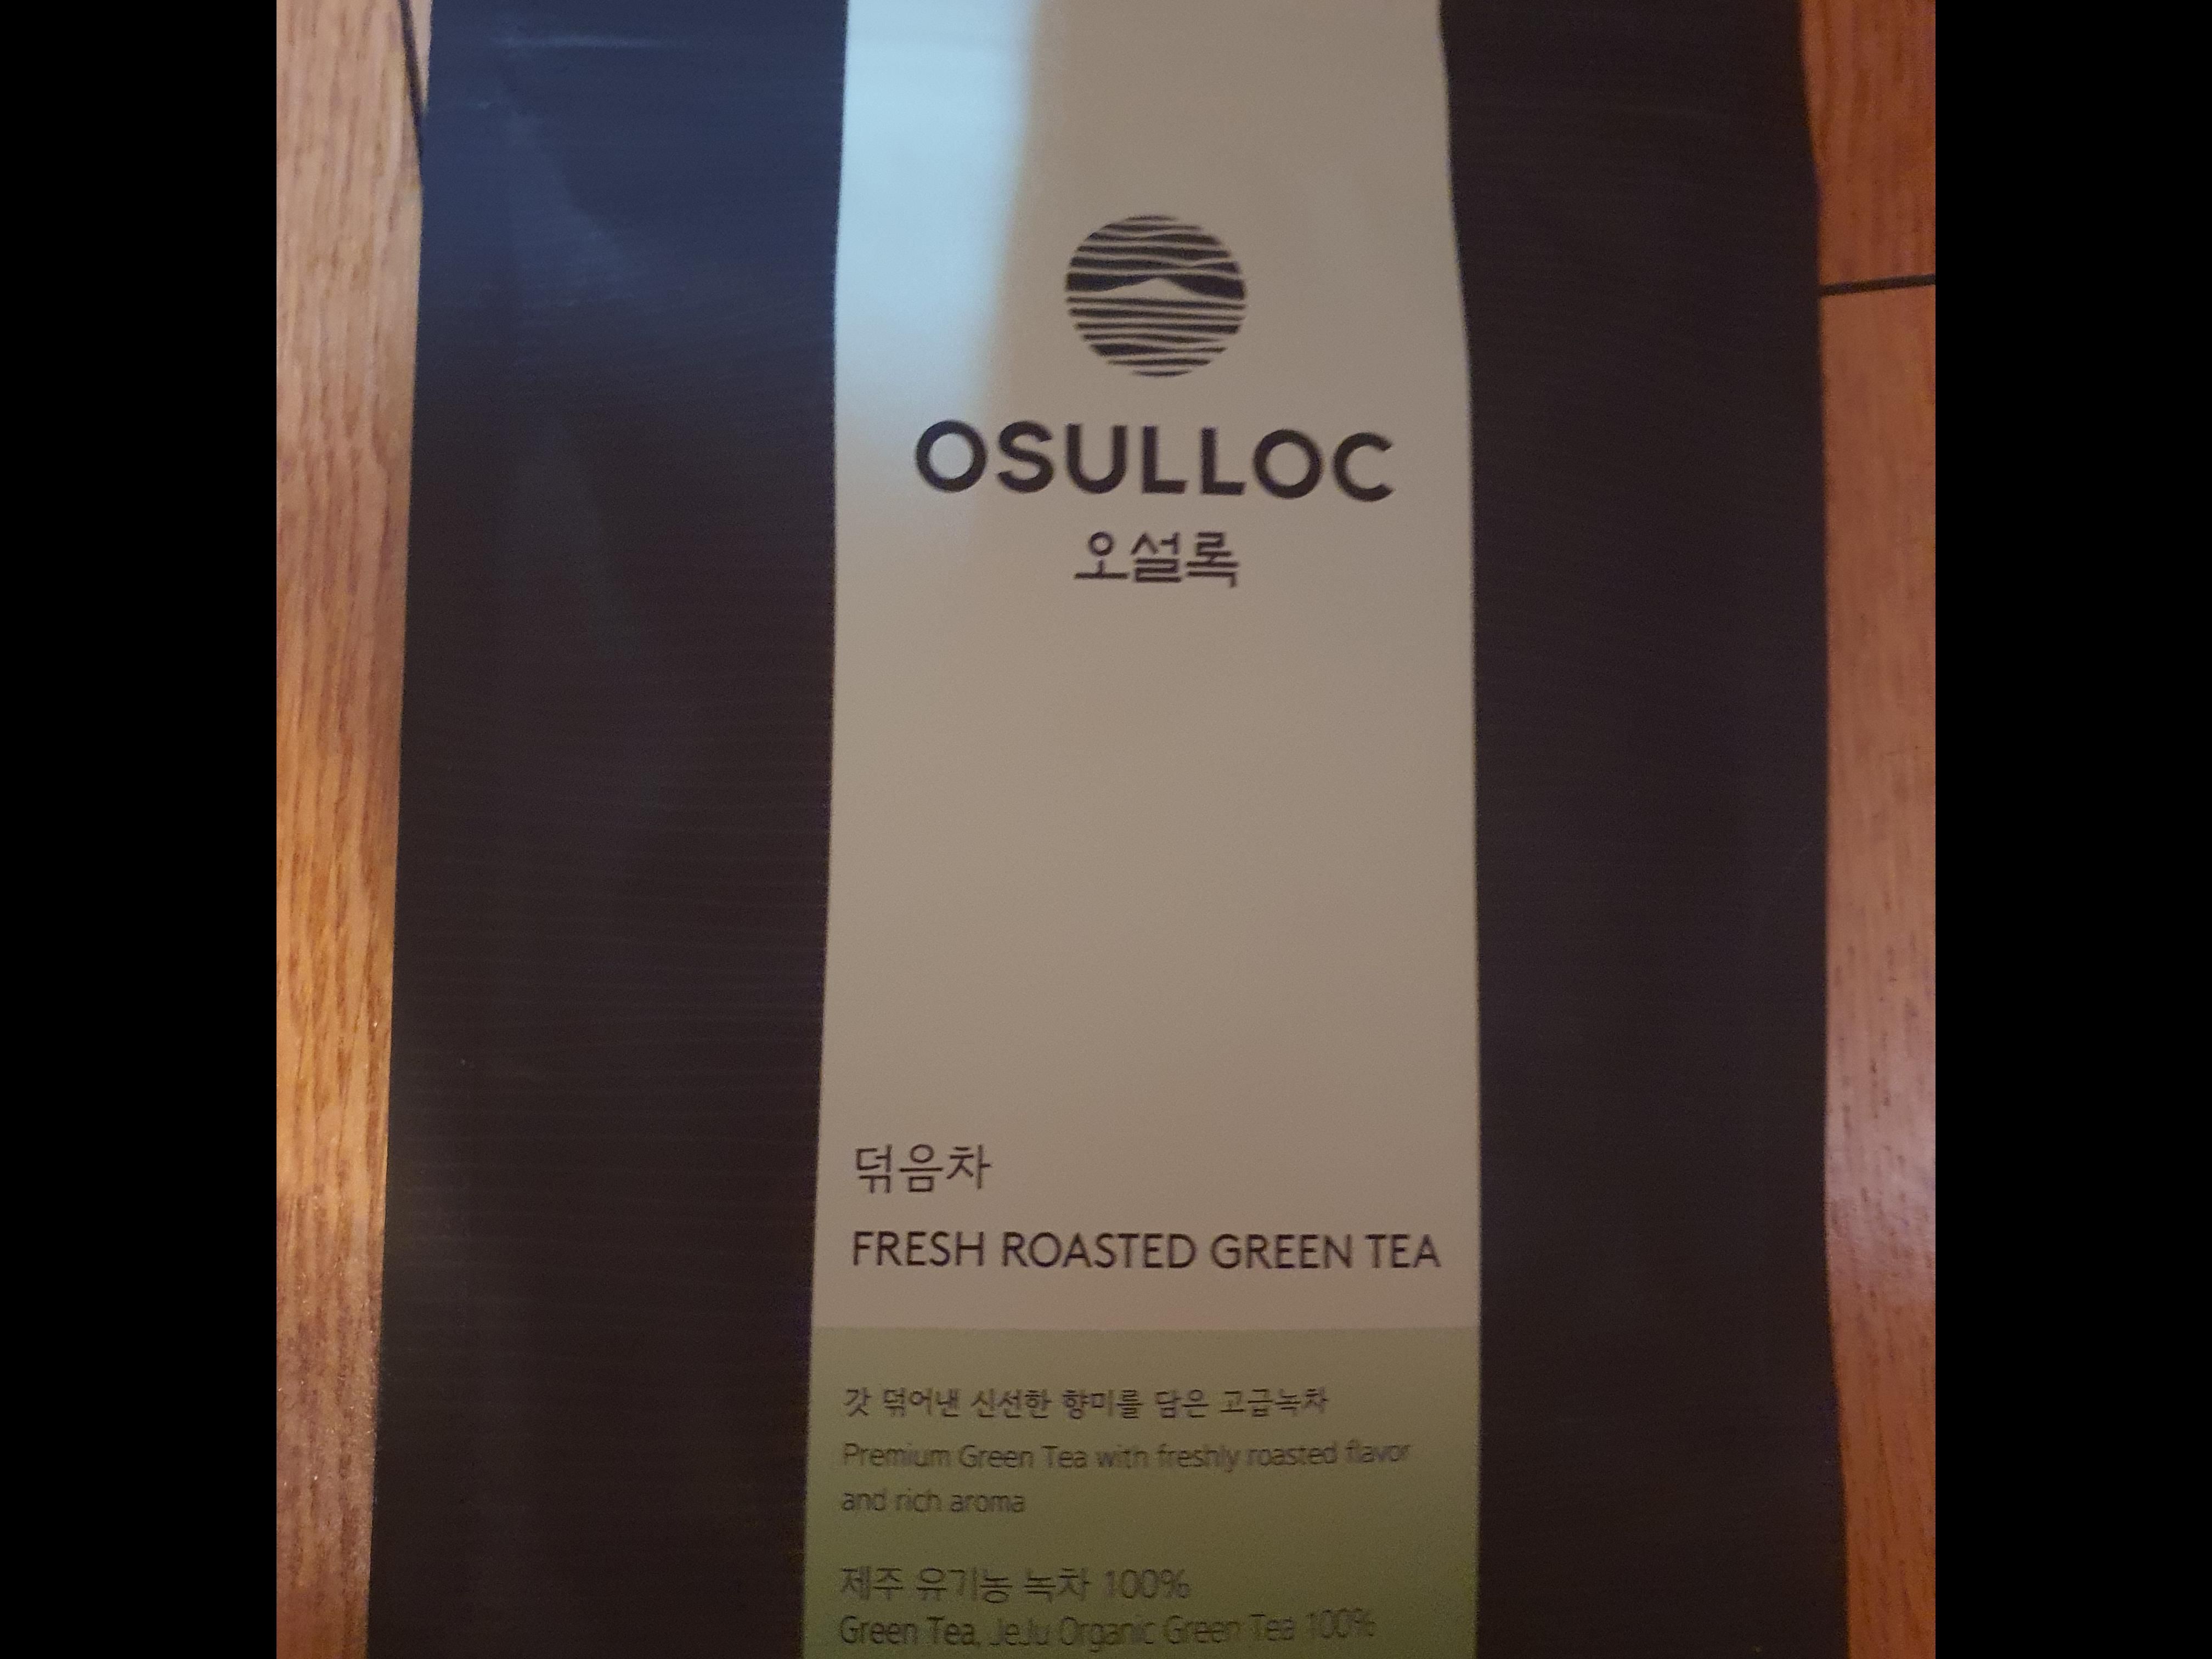 OSULLOC
오설록
덖음차
FRESH ROASTED GREEN TEA
갓 덖어낸 신선한 향미를 담은 고급녹차
Premium Green Tea with freshly roasted flavor
and rich aroma
제주 유기농 녹차 100%
Green Tea, JeJu Organic Green Tea 100%